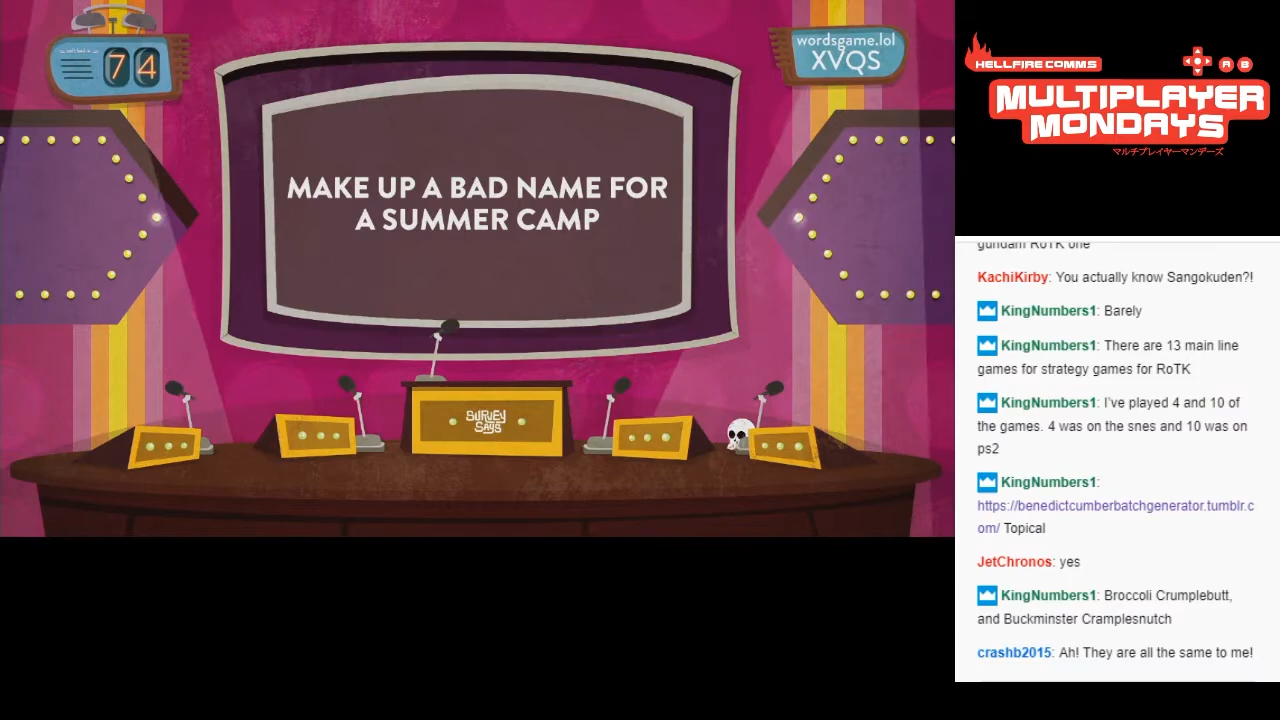 74
wordsgame.lol
XVQS
MAKE UP A BAD NAME FOR
A SUMMER CAMP
SURVEY
SAYS
HELLFIRE COMMS
A B
MULTIPLAYER
MONDAYS
マルチプレイヤーマンデーズ
gundam RoTK one
KachiKirby: You actually know Sangokuden?!
KingNumbers1: Barely
KingNumbers1: There are 13 main line
games for strategy games for RoTK
KingNumbers1: I've played 4 and 10 of
the games. 4 was on the snes and 10 was on
ps2
KingNumbers1:
https://benedictcumberbatchgenerator.tumblr.c
om/ Topical
JetChronos: yes
KingNumbers1: Broccoli Crumplebutt,
and Buckminster Cramplesnutch
crashb2015: Ah! They are all the same to me!